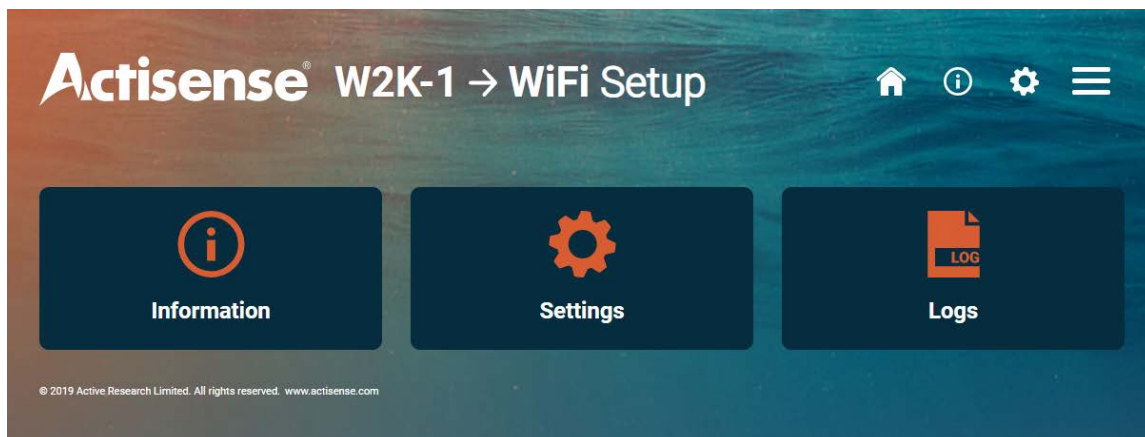 Actisense® W2K-1 → WiFi Setup
Information
Settings
LOG
Logs
© 2019 Active Research Limited. All rights reserved. www.actisense.com